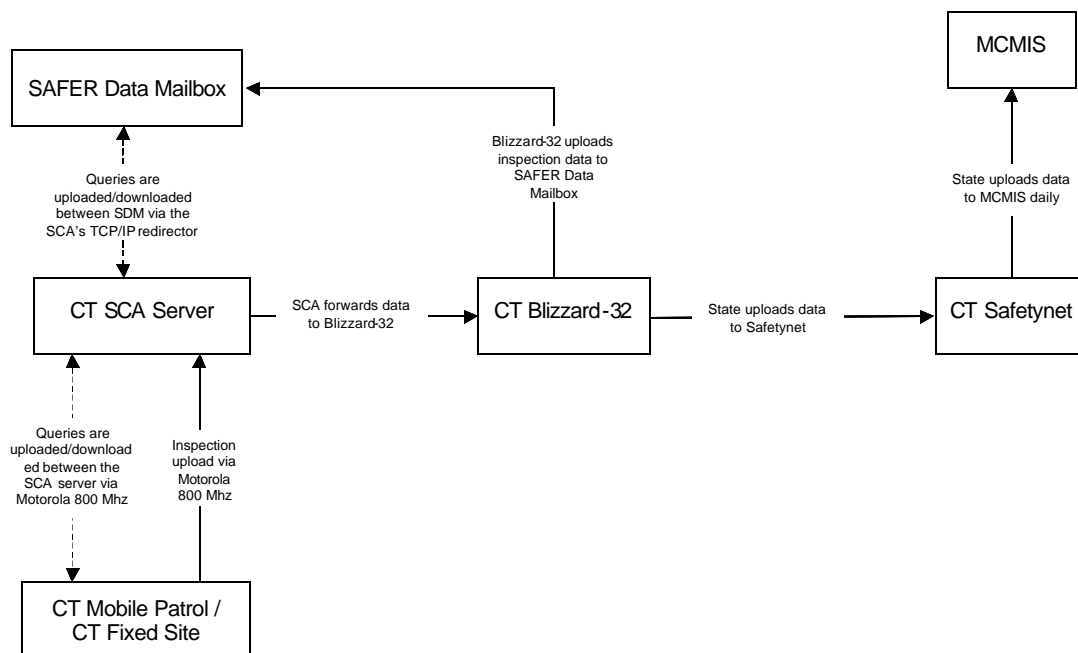 MCMIS
SAFER Data Mailbox
Blizzard-32 uploads
inspection data to
SAFER Data
Mailbox
Queries are
uploaded/downloaded
between SDM via the
SCA's TCP/IP redirector
State uploads data
to MCMIS daily
CT SCA Server
SCA forwards data
to Blizzard-32
CT Blizzard-32
State uploads data
to Safetynet
CT Safetynet
Queries are
uploaded/download
ed between the
SCA server via
Motorola 800 Mhz
Inspection
upload via
Motorola
800 Mhz
CT Mobile Patrol /
CT Fixed Site